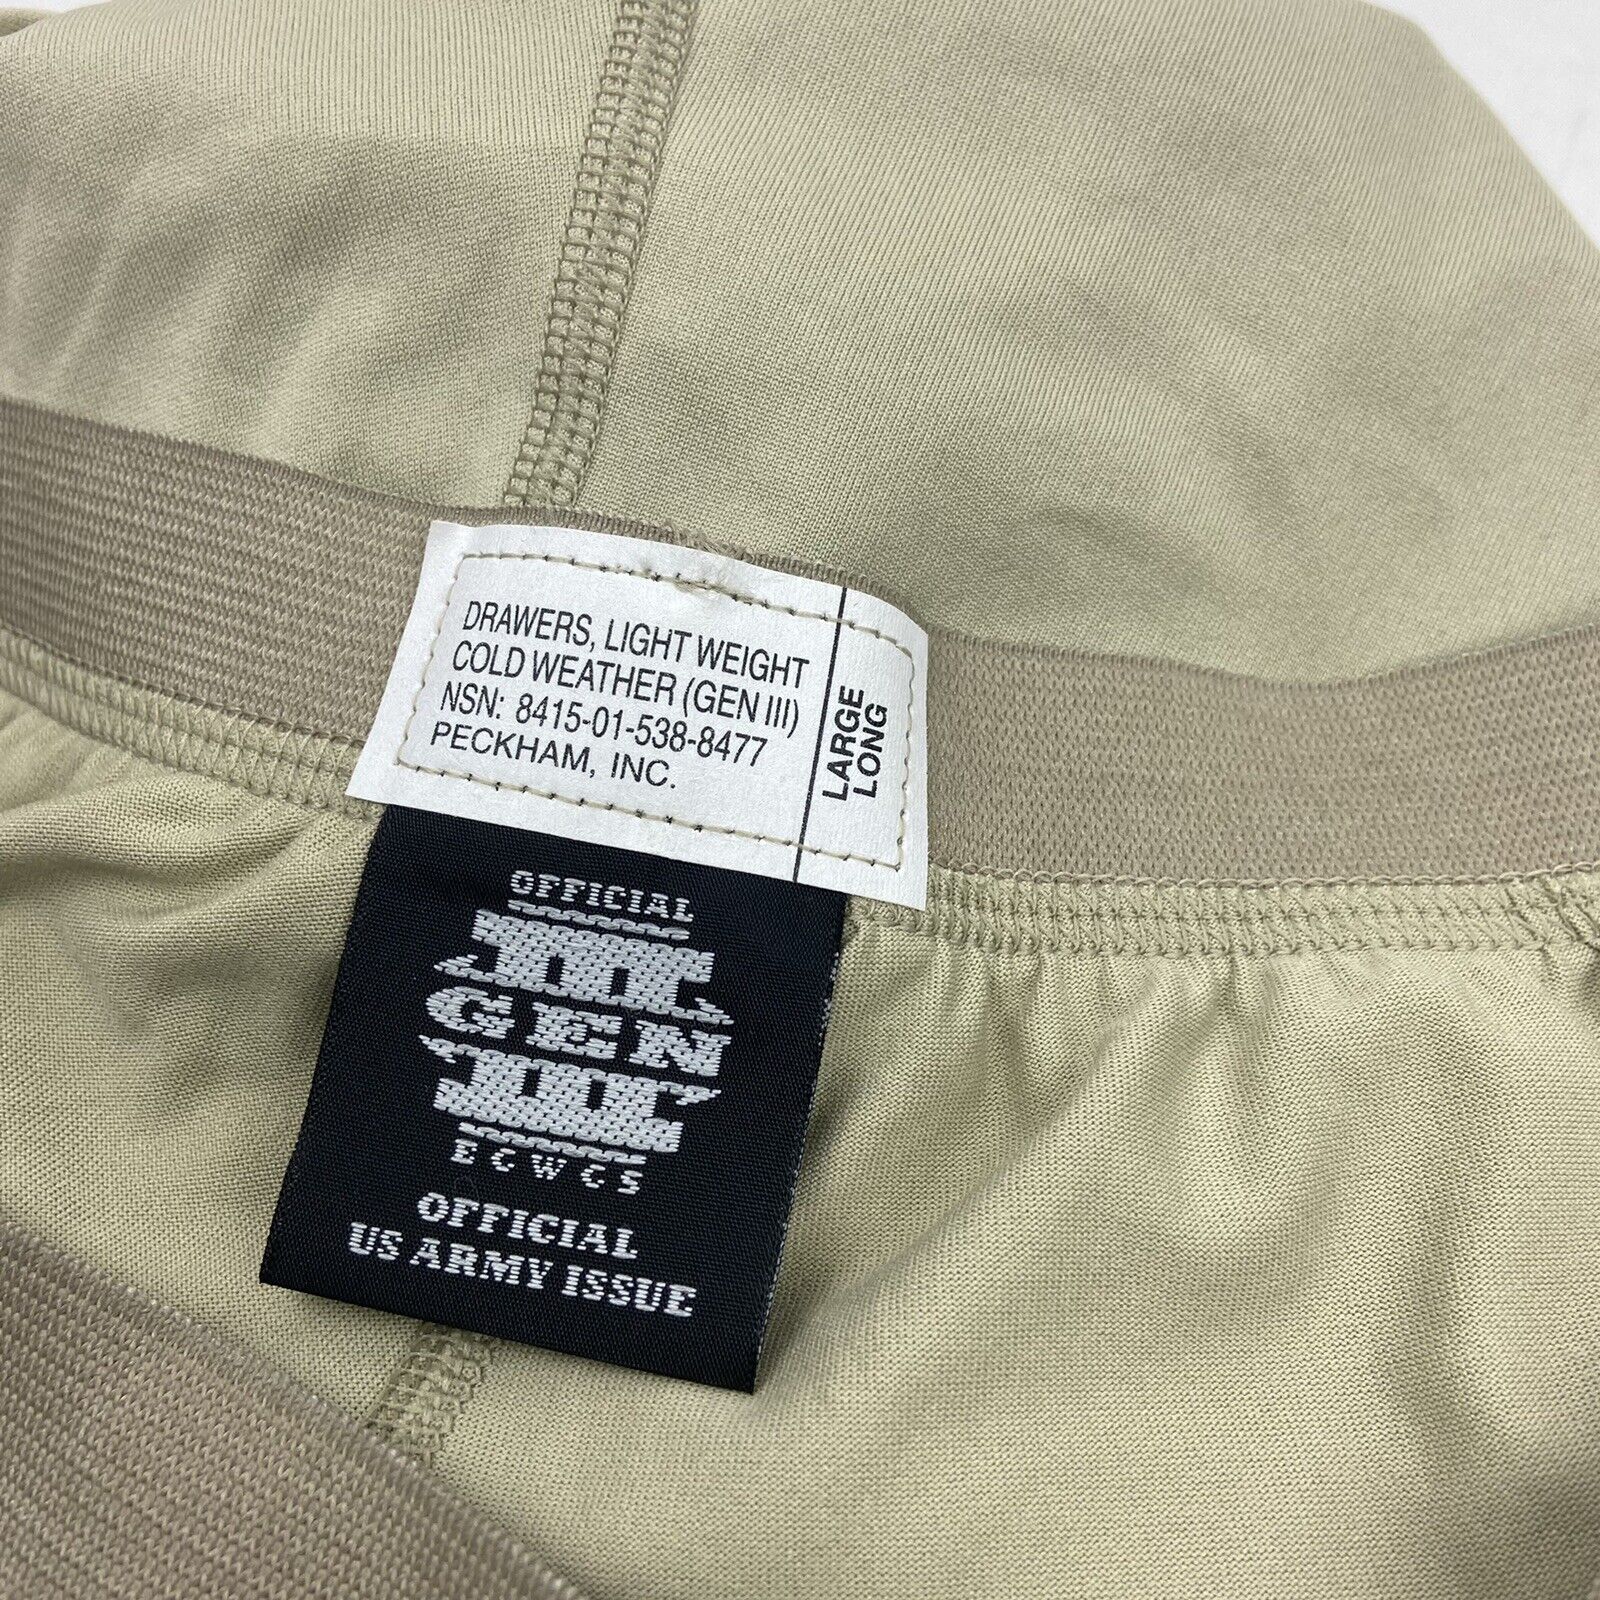 DRAWERS, LIGHT WEIGHT
COLD WEATHER (GEN III)
NSN: 8415-01-538-8477
PECKHAM, INC.
LARGE
LONG
OFFICIAL
GEN
III
ECWCS
OFFICIAL
US ARMY ISSUE